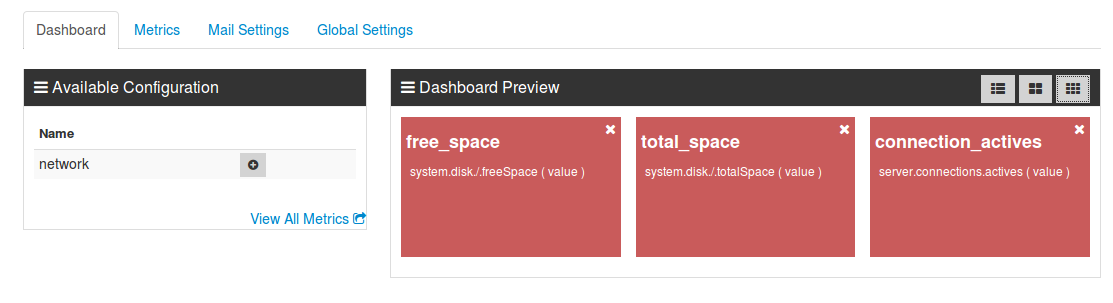 Dashboard Metrics Mail Settings Global Settings
Available Configuration
Name
network
View All Metrics
Dashboard Preview
free_space
system.disk./.freeSpace ( value )
total_space
system.disk./.totalSpace ( value )
connection_actives
server.connections.actives ( value )